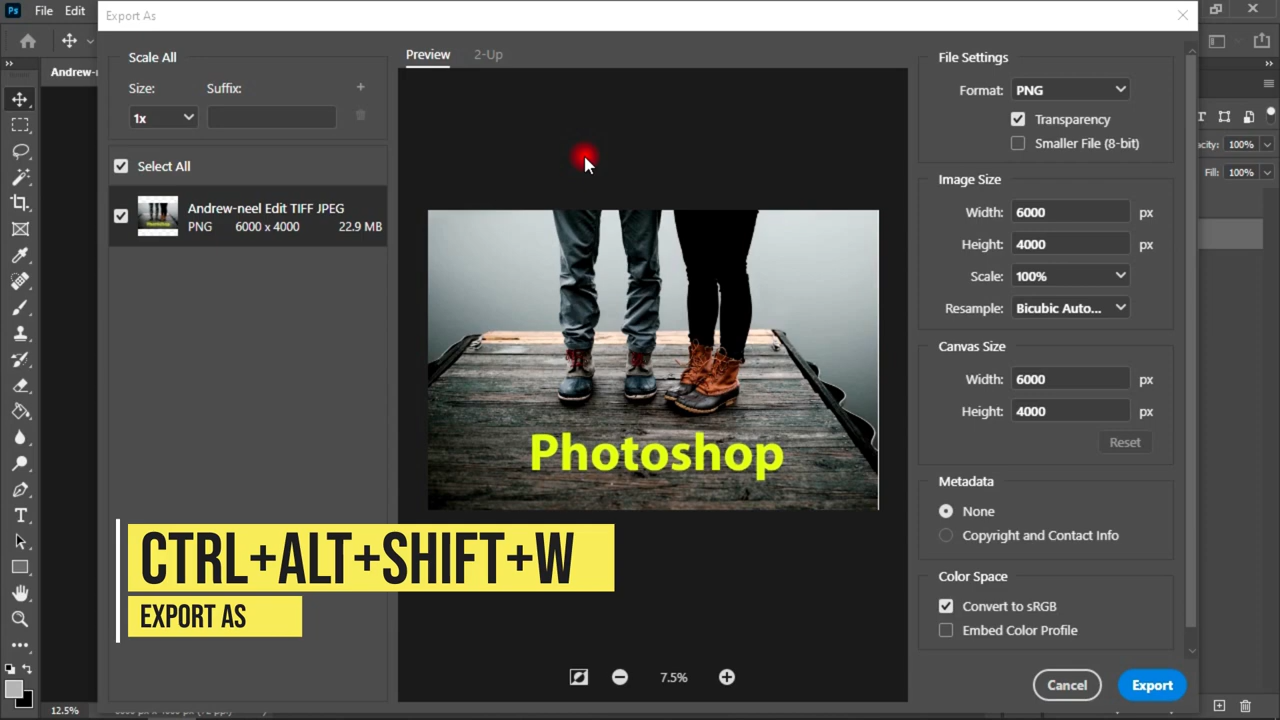 Ps File Edit
Export As
Andrew-n
Scale All
Size: Suffix:
1x
Select All
Andrew-neel Edit TIFF JPEG
PNG 6000 x 4000 22.9 MB
Preview 2-Up
Photoshop
CTRL+ALT+SHIFT+W
EXPORT AS
7.5%
File Settings
Format: PNG
Transparency
Smaller File (8-bit)
Image Size
Width: 6000 px
Height: 4000 px
Scale: 100%
Resample: Bicubic Auto...
Canvas Size
Width: 6000 px
Height: 4000 px
Reset
Metadata
None
Copyright and Contact Info
Color Space
Convert to sRGB
Embed Color Profile
Cancel Export
acity: 100%
Fill: 100%
12.5%